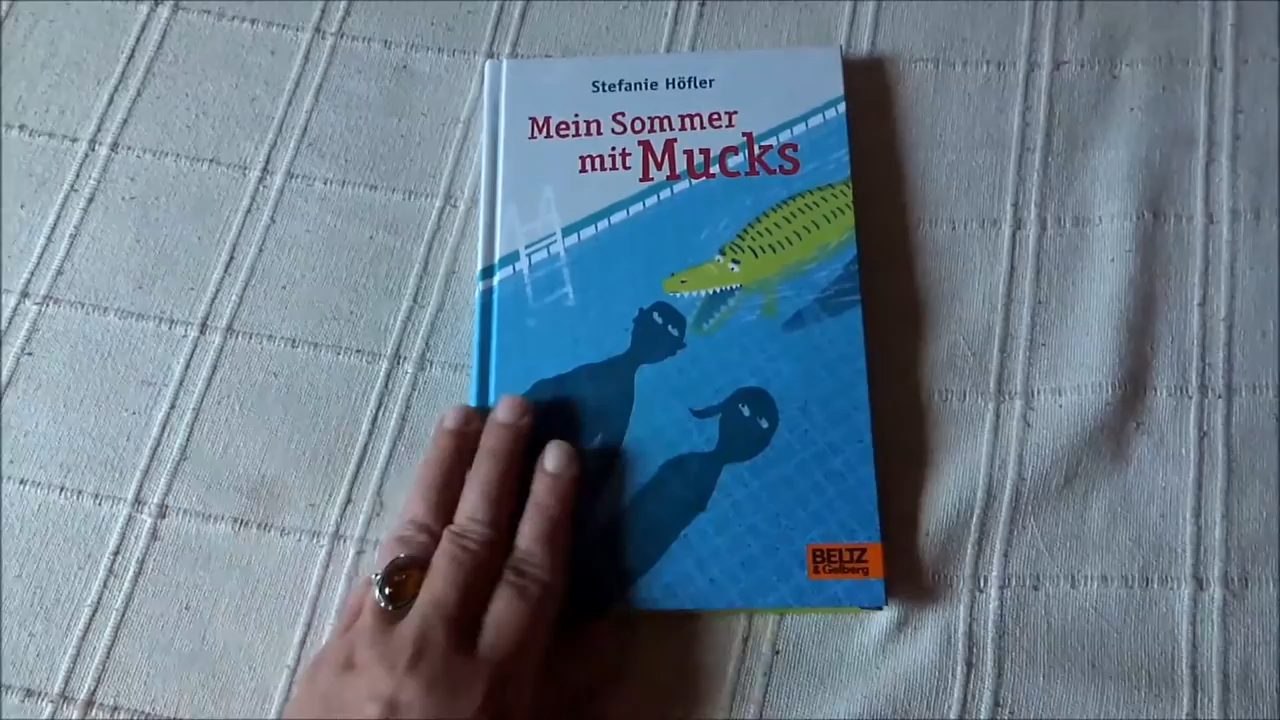 Stefanie Höfler
Mein Sommer
mit Mucks
BELTZ
& Gelberg